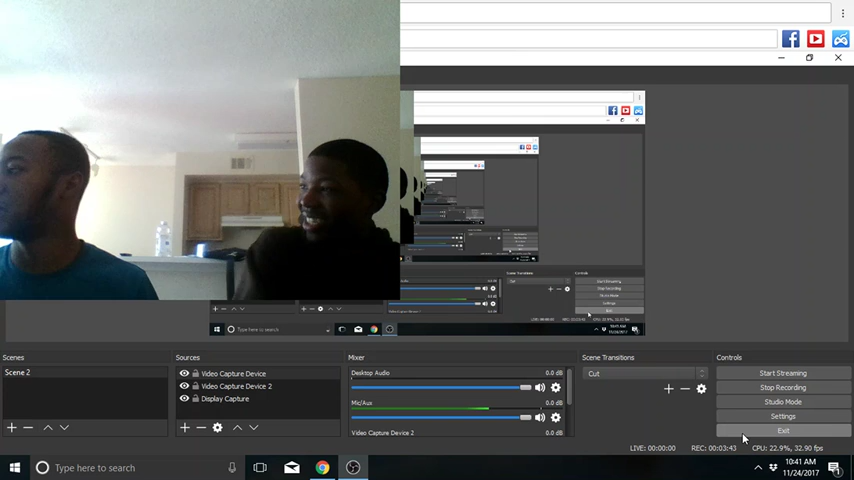 Scenes
Sources
Mixer
Scene Transitions
Controls
Scene 2
Video Capture Device
Video Capture Device 2
Display Capture
Desktop Audio
0.0 dB
Mic/Aux
0.0 dB
Video Capture Device 2
0.0 dB
Cut
Start Streaming
Stop Recording
Studio Mode
Settings
Exit
LIVE: 00:00:00
REC: 00:03:43
CPU: 22.9%, 32.90 fps
Type here to search
10:41 AM
11/24/2017